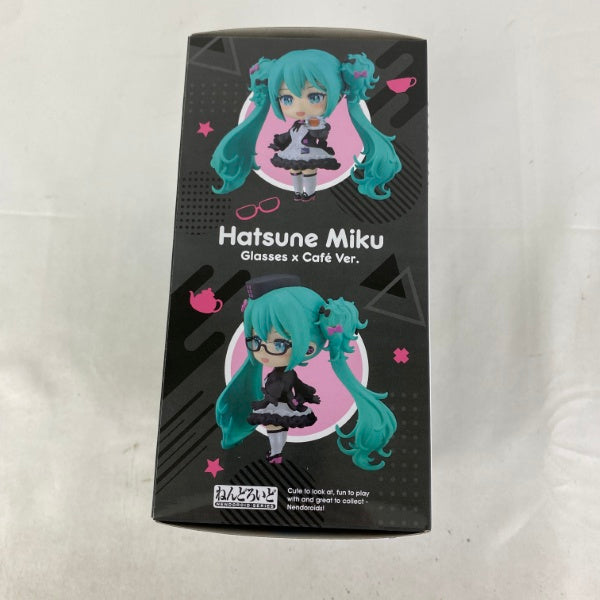 Hatsune Miku
Glasses x Café Ver.
ねんどろいど
NENDOROID SERIES
Cute to look at, fun to play
with and great to collect -
Nendoroids!